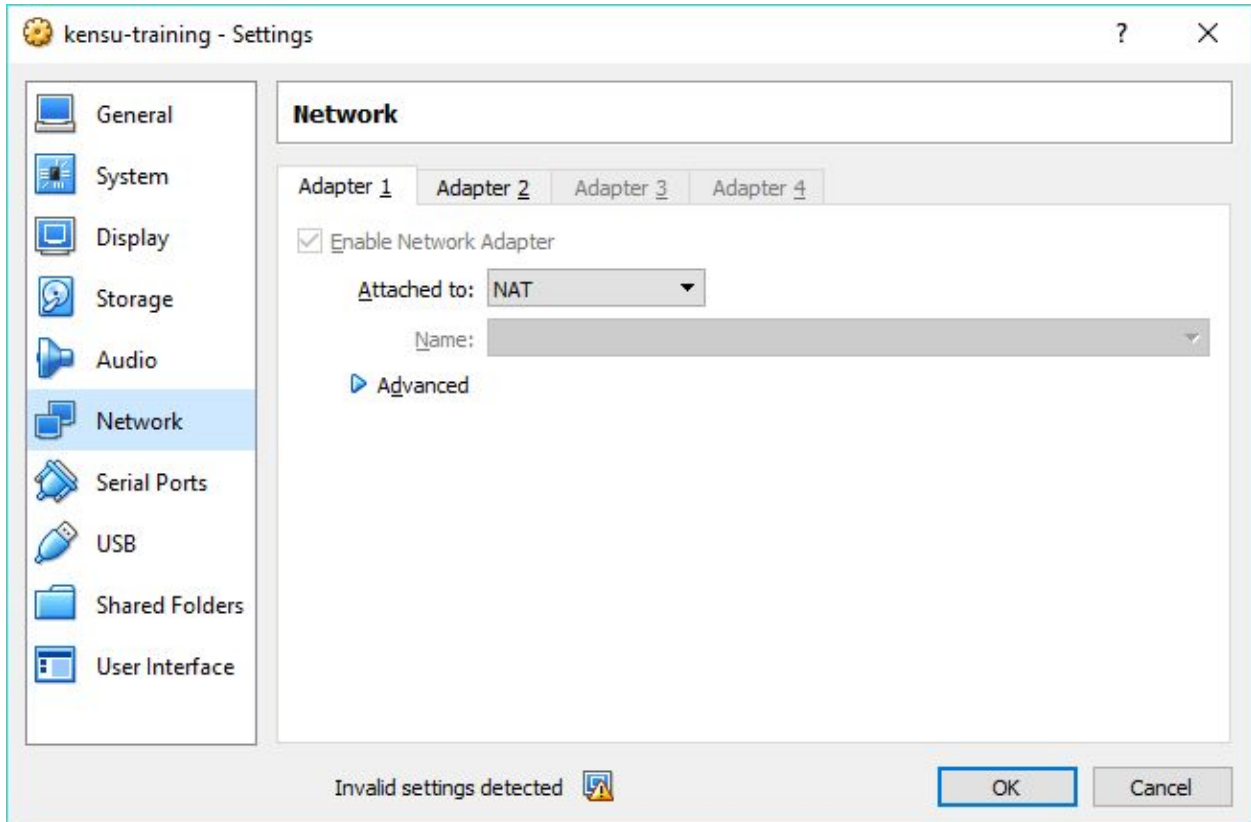 kensu-training - Settings
?
General
System
Display
Storage
Audio
Network
Serial Ports
USB
Shared Folders
User Interface
Network
Adapter 1 Adapter 2 Adapter 3 Adapter 4
Enable Network Adapter
Attached to: NAT
Name:
Advanced
Invalid settings detected
OK Cancel